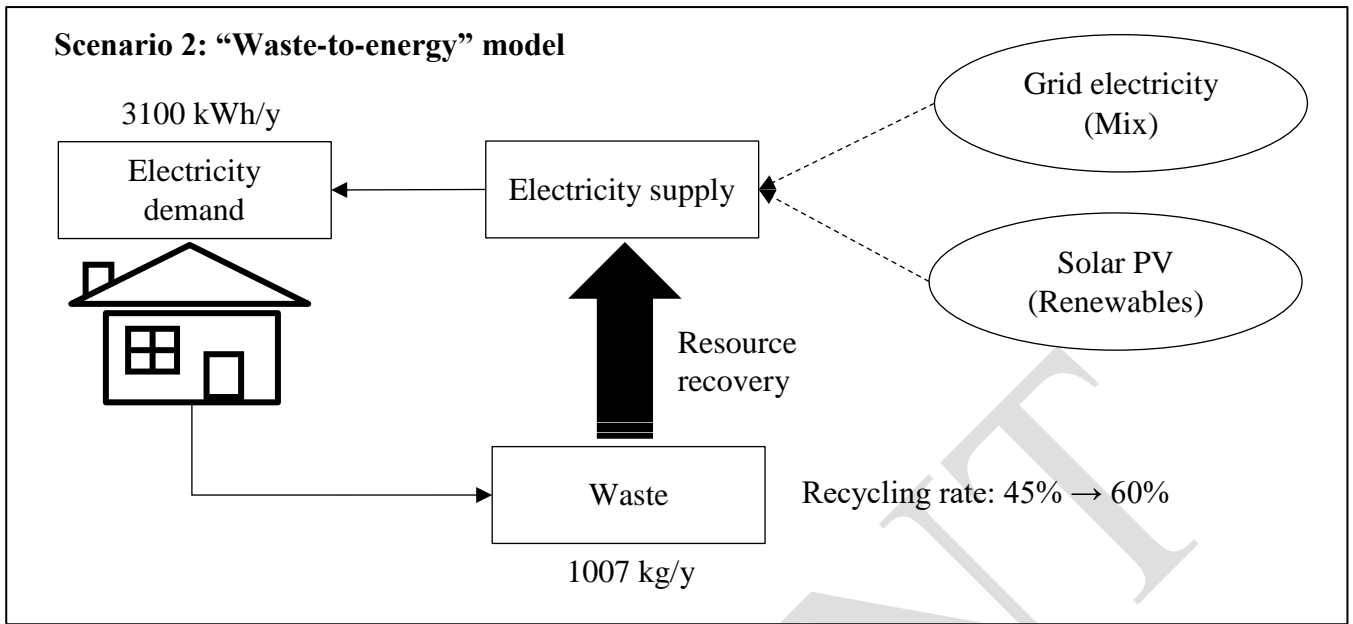 Scenario 2: “Waste-to-energy” model
3100 kWh/y
Electricity
demand
Electricity supply
Grid electricity
(Mix)
Solar PV
(Renewables)
Resource
recovery
Waste
Recycling rate: 45% → 60%
1007 kg/y
NT